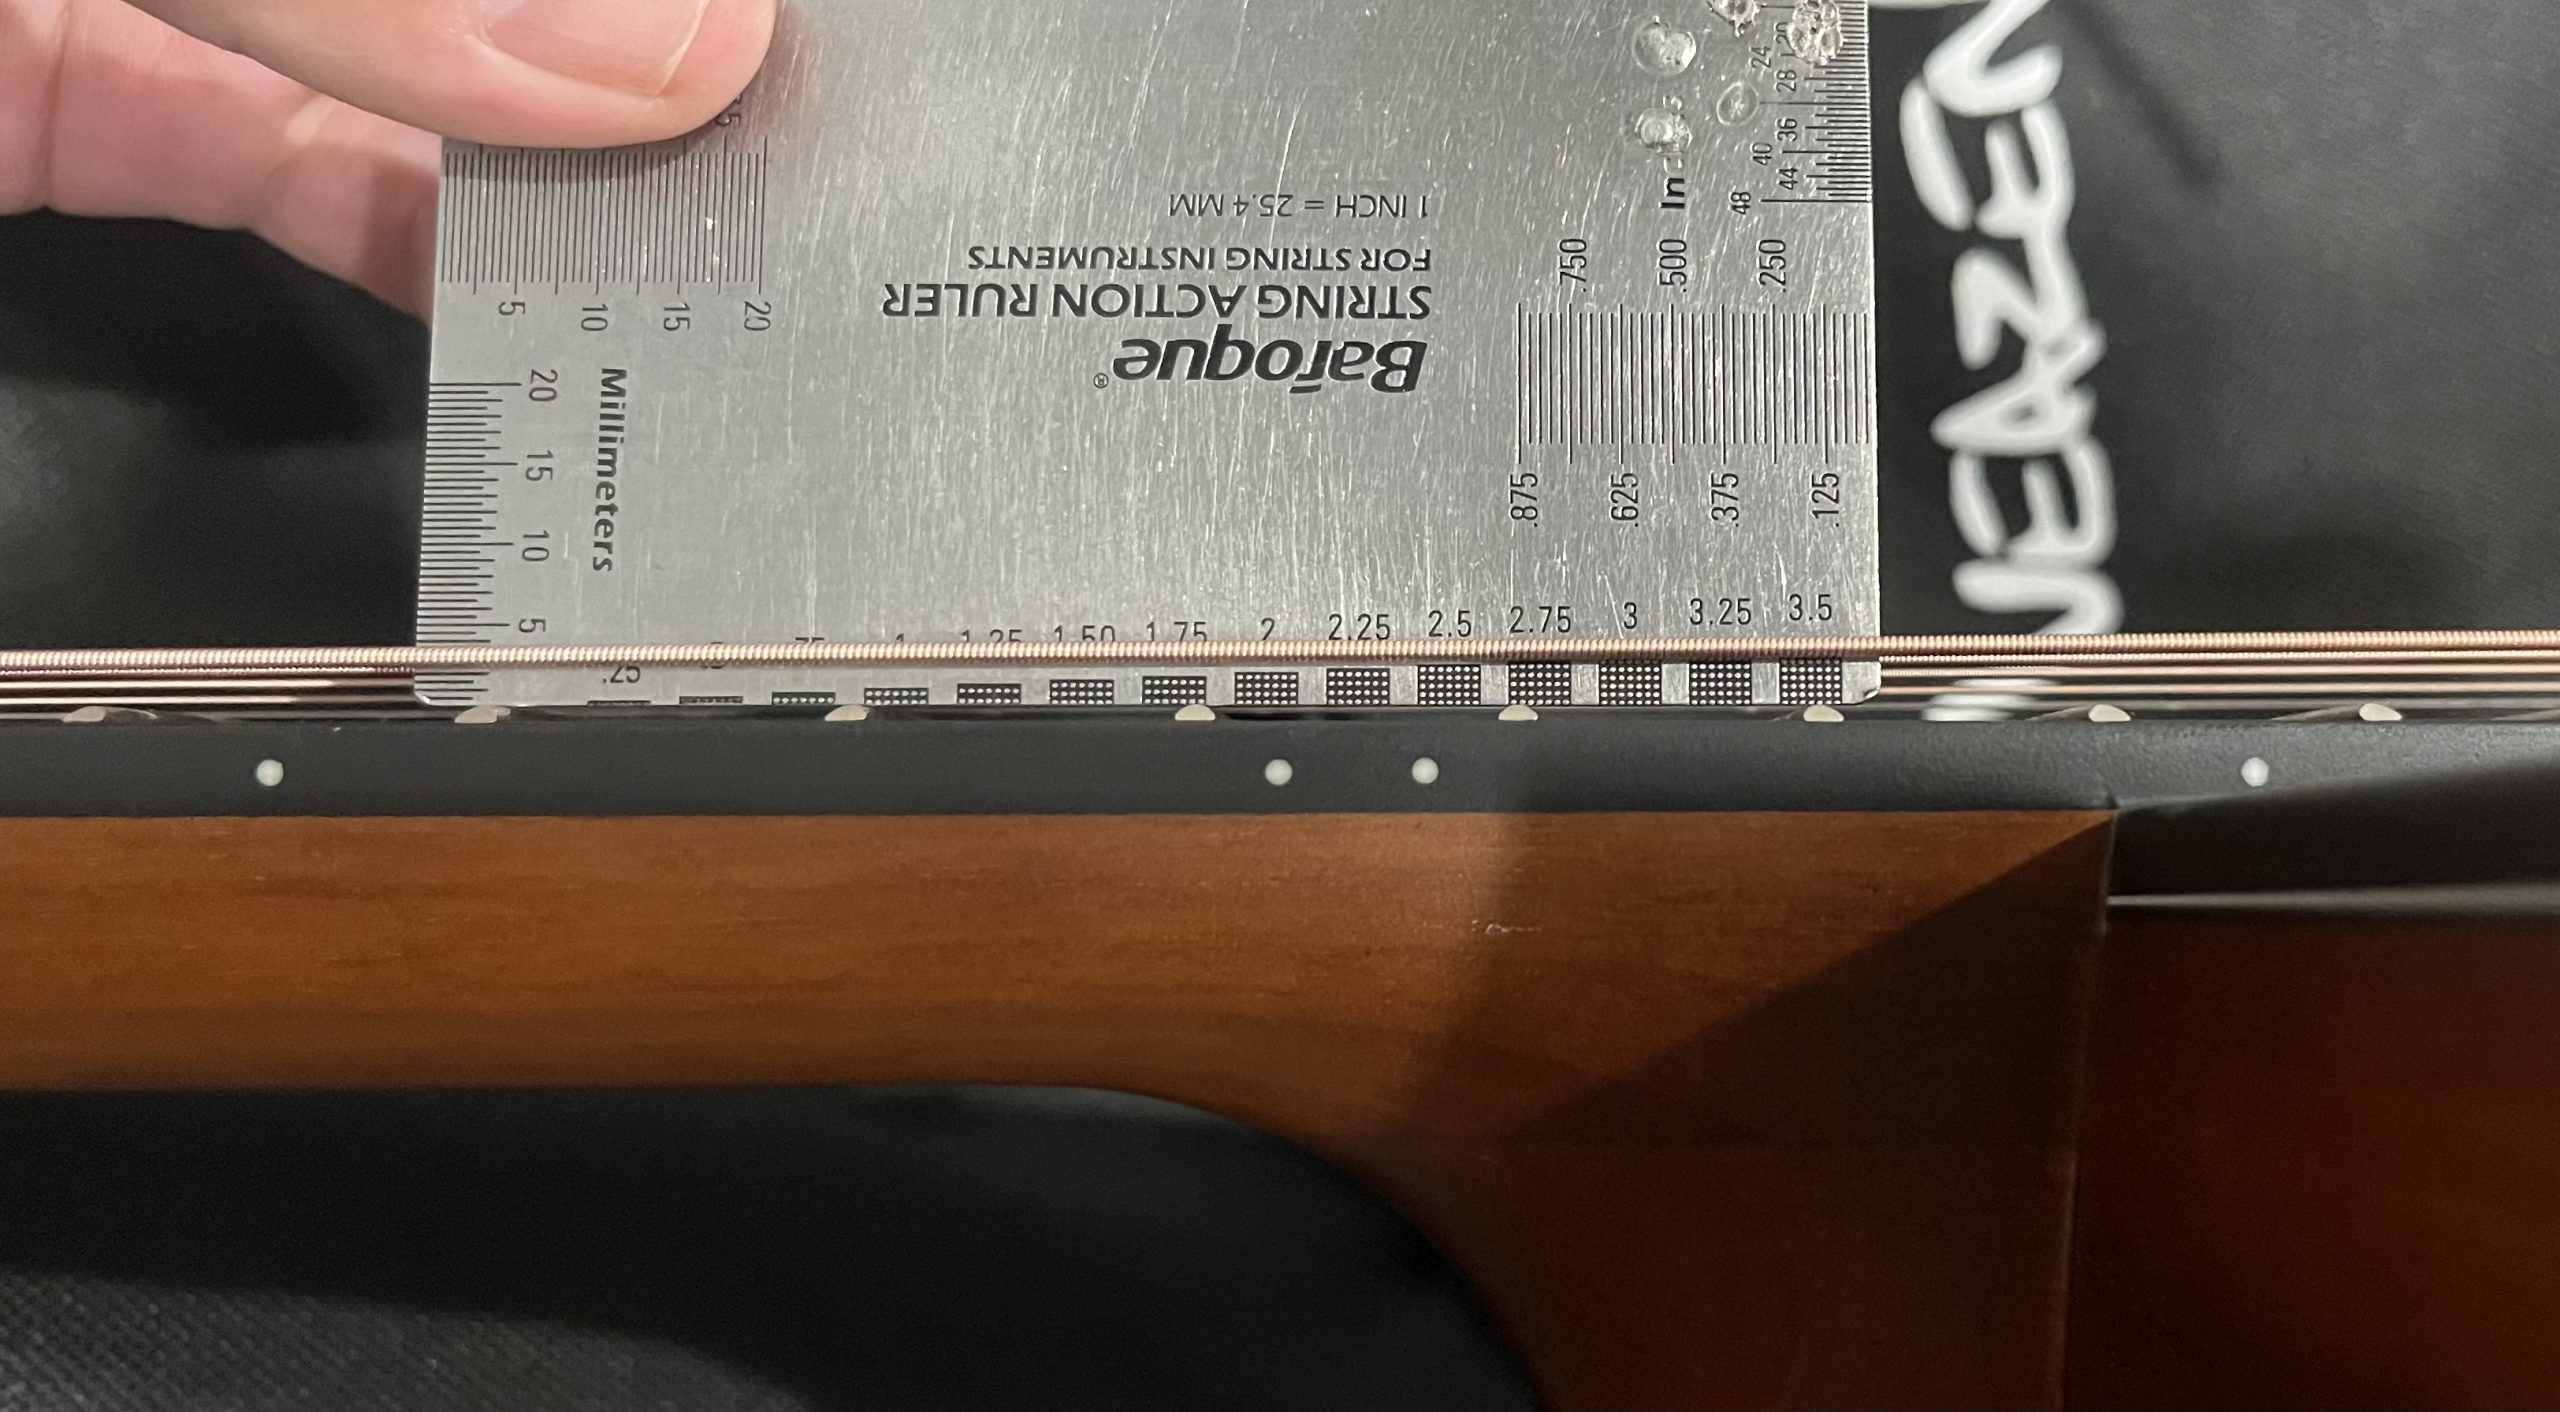 Baroque®
STRING ACTION RULER
FOR STRING INSTRUMENTS
1 INCH = 25.4 MM
5 10 15 20
Millimeters
20
15
10
5
.750 .500 .250
.875 .625 .375 .125
24
28
36
40
44
48
.25 1 1.25 1.50 1.75 2 2.25 2.5 2.75 3 3.25 3.5